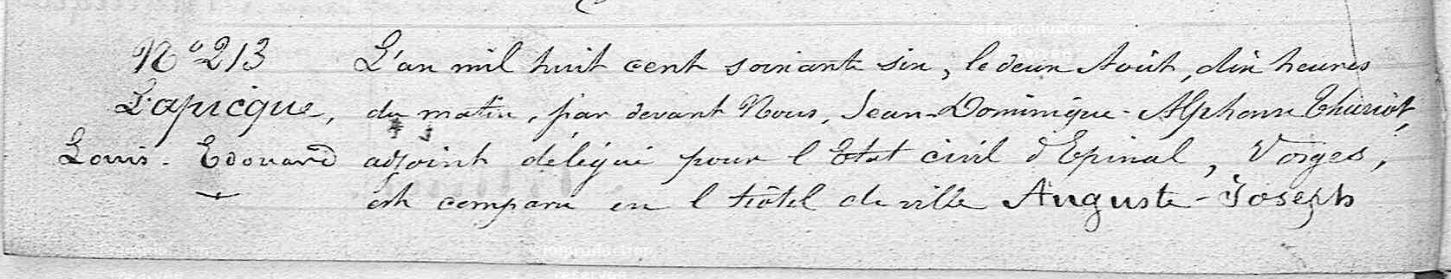 N° 213 L'an mil huit cent soixante six, le deux Août, dix heures
Lapicque, du matin, par devant Nous, Jean-Dominique-Alphonse Thuriot,
Louis-Edouard adjoint délégué pour l'Etat civil d'Epinal, Vosges,
est comparu en l'hôtel de ville Auguste-Joseph